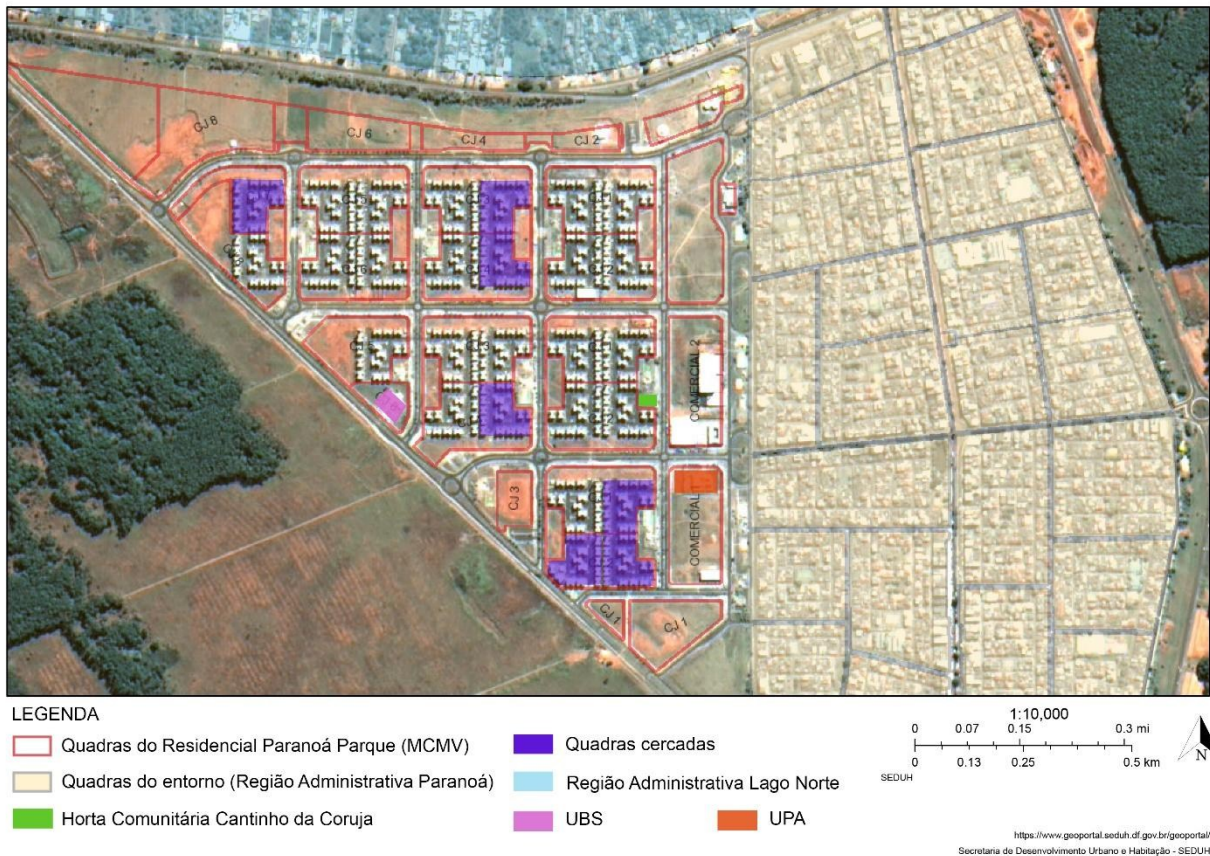 CJ 8
CJ 6
CJ 4
CJ 2
COMERCIAL 2
CJ 3
COMERCIAL
CJ 1
CJ 1
LEGENDA
Quadras do Residencial Paranoá Parque (MCMV)
Quadras cercadas
Quadras do entorno (Região Administrativa Paranoá)
Região Administrativa Lago Norte
Horta Comunitária Cantinho da Coruja
UBS
UPA
1:10,000
0 0.07 0.15 0.3 mi
0 0.13 0.25 0.5 km
SEDUH
N
https://www.geoportal.seduh.df.gov.br/geoportal/
Secretaria de Desenvolvimento Urbano e Habitação - SEDUH